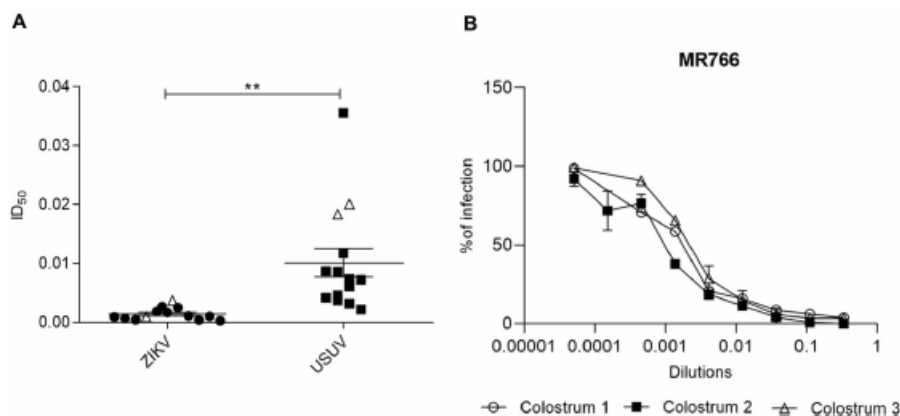 A
B
MR766
**
0.04
0.03
0.02
0.01
0.00
ID50
ZIKV
USUV
150
100
50
0
% of infection
0.00001
0.0001
0.001
0.01
0.1
1
Dilutions
Colostrum 1
Colostrum 2
Colostrum 3